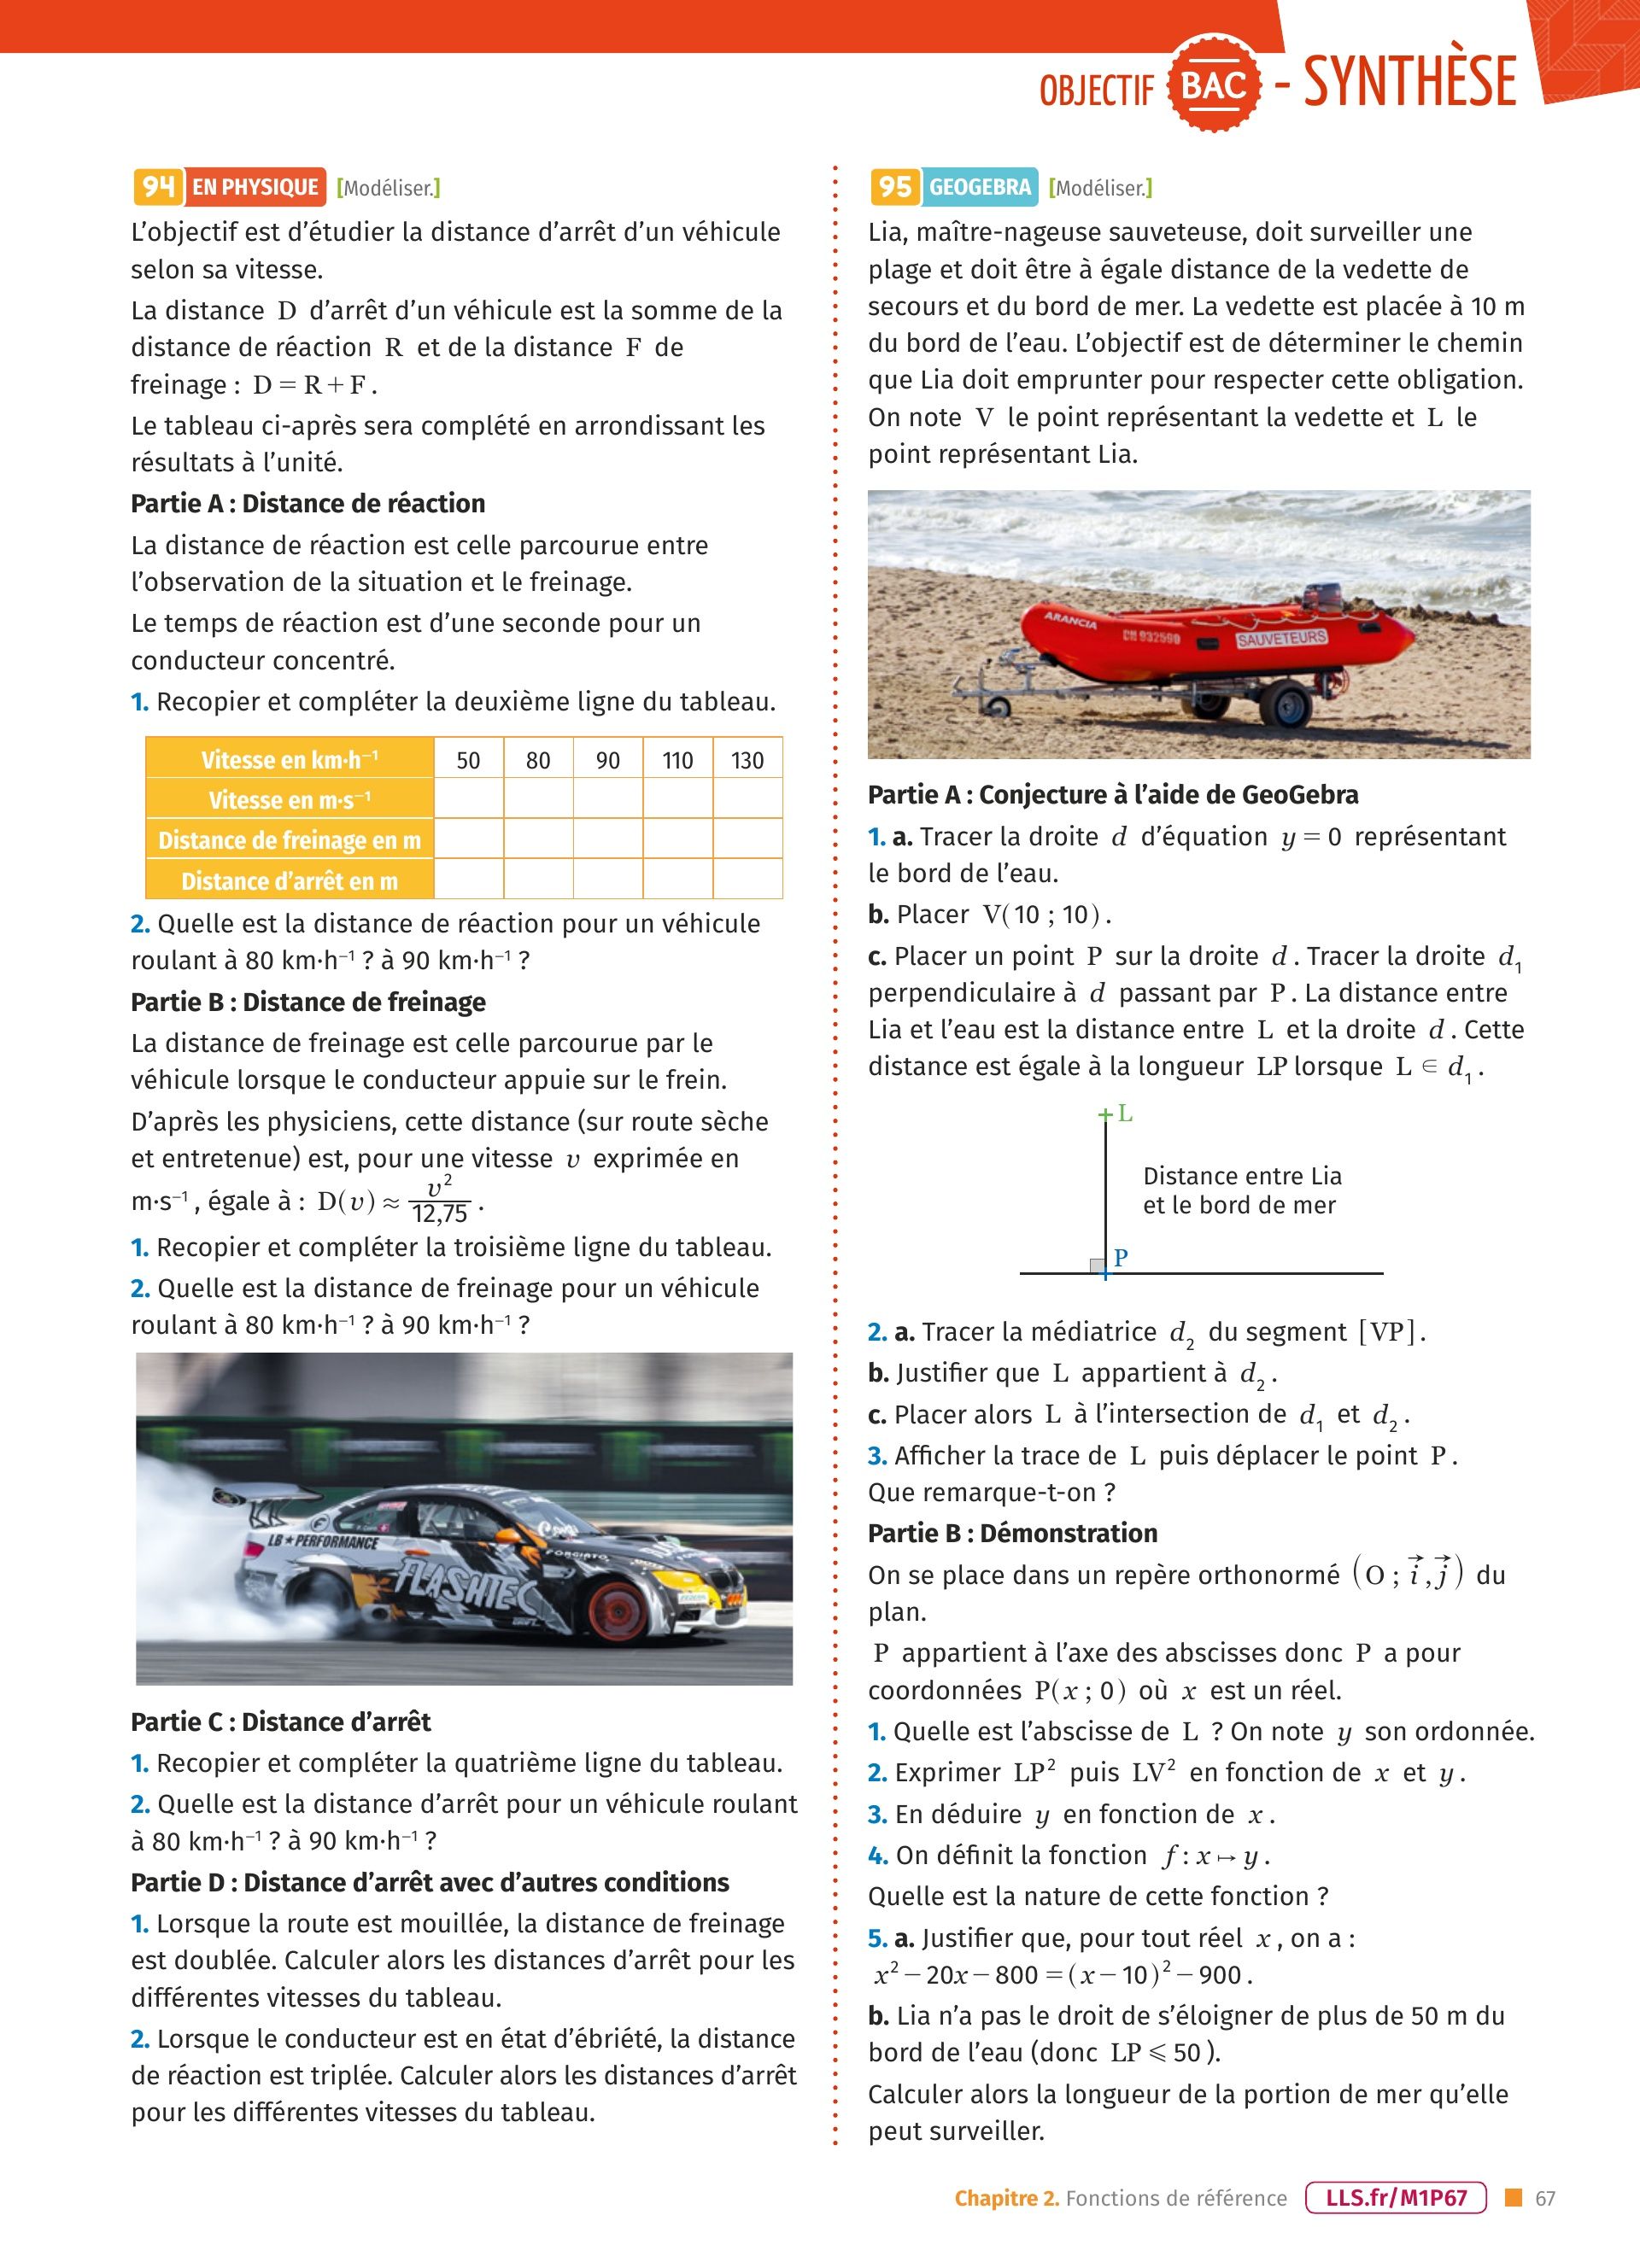 OBJECTIF BAC - SYNTHÈSE
94 EN PHYSIQUE [Modéliser.]
L’objectif est d’étudier la distance d’arrêt d’un véhicule
selon sa vitesse.
La distance D d’arrêt d’un véhicule est la somme de la
distance de réaction R et de la distance F de
freinage : D = R + F.
Le tableau ci-après sera complété en arrondissant les
résultats à l’unité.
Partie A : Distance de réaction
La distance de réaction est celle parcourue entre
l’observation de la situation et le freinage.
Le temps de réaction est d’une seconde pour un
conducteur concentré.
1. Recopier et compléter la deuxième ligne du tableau.
Vitesse en km·h⁻¹ 50 80 90 110 130
Vitesse en m·s⁻¹
Distance de freinage en m
Distance d’arrêt en m
2. Quelle est la distance de réaction pour un véhicule
roulant à 80 km·h⁻¹ ? à 90 km·h⁻¹ ?
Partie B : Distance de freinage
La distance de freinage est celle parcourue par le
véhicule lorsque le conducteur appuie sur le frein.
D’après les physiciens, cette distance (sur route sèche
et entretenue) est, pour une vitesse v exprimée en
m·s⁻¹, égale à : D(v) ≈ v²/12,75.
1. Recopier et compléter la troisième ligne du tableau.
2. Quelle est la distance de freinage pour un véhicule
roulant à 80 km·h⁻¹ ? à 90 km·h⁻¹ ?
LB★PERFORMANCE
FLASHTEC
FORGIATO
Partie C : Distance d’arrêt
1. Recopier et compléter la quatrième ligne du tableau.
2. Quelle est la distance d’arrêt pour un véhicule roulant
à 80 km·h⁻¹ ? à 90 km·h⁻¹ ?
Partie D : Distance d’arrêt avec d’autres conditions
1. Lorsque la route est mouillée, la distance de freinage
est doublée. Calculer alors les distances d’arrêt pour les
différentes vitesses du tableau.
2. Lorsque le conducteur est en état d’ébriété, la distance
de réaction est triplée. Calculer alors les distances d’arrêt
pour les différentes vitesses du tableau.
95 GEOGEBRA [Modéliser.]
Lia, maître-nageuse sauveteuse, doit surveiller une
plage et doit être à égale distance de la vedette de
secours et du bord de mer. La vedette est placée à 10 m
du bord de l’eau. L’objectif est de déterminer le chemin
que Lia doit emprunter pour respecter cette obligation.
On note V le point représentant la vedette et L le
point représentant Lia.
ARANCIA
CN 932590
SAUVETEURS
Partie A : Conjecture à l’aide de GeoGebra
1. a. Tracer la droite d d’équation y = 0 représentant
le bord de l’eau.
b. Placer V(10 ; 10).
c. Placer un point P sur la droite d. Tracer la droite d₁
perpendiculaire à d passant par P. La distance entre
Lia et l’eau est la distance entre L et la droite d. Cette
distance est égale à la longueur LP lorsque L ∈ d₁.
L
Distance entre Lia
et le bord de mer
P
2. a. Tracer la médiatrice d₂ du segment [VP].
b. Justifier que L appartient à d₂.
c. Placer alors L à l’intersection de d₁ et d₂.
3. Afficher la trace de L puis déplacer le point P.
Que remarque-t-on ?
Partie B : Démonstration
On se place dans un repère orthonormé (O ; i⃗, j⃗) du
plan.
P appartient à l’axe des abscisses donc P a pour
coordonnées P(x ; 0) où x est un réel.
1. Quelle est l’abscisse de L ? On note y son ordonnée.
2. Exprimer LP² puis LV² en fonction de x et y.
3. En déduire y en fonction de x.
4. On définit la fonction f : x ↦ y.
Quelle est la nature de cette fonction ?
5. a. Justifier que, pour tout réel x, on a :
x² − 20x − 800 = (x − 10)² − 900.
b. Lia n’a pas le droit de s’éloigner de plus de 50 m du
bord de l’eau (donc LP ⩽ 50).
Calculer alors la longueur de la portion de mer qu’elle
peut surveiller.
Chapitre 2. Fonctions de référence LLS.fr/M1P67 67